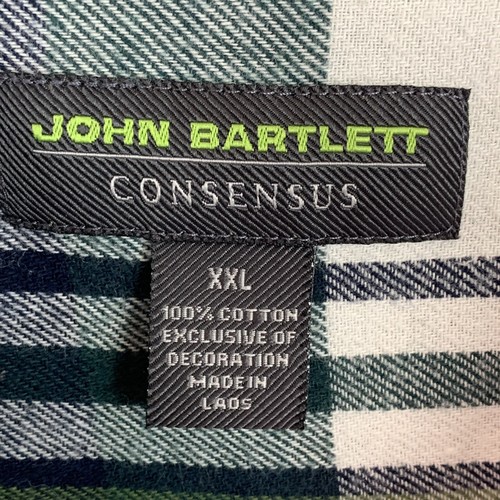 JOHN BARTLETT
CONSENSUS
XXL
100% COTTON
EXCLUSIVE OF
DECORATION
MADE IN
LAOS